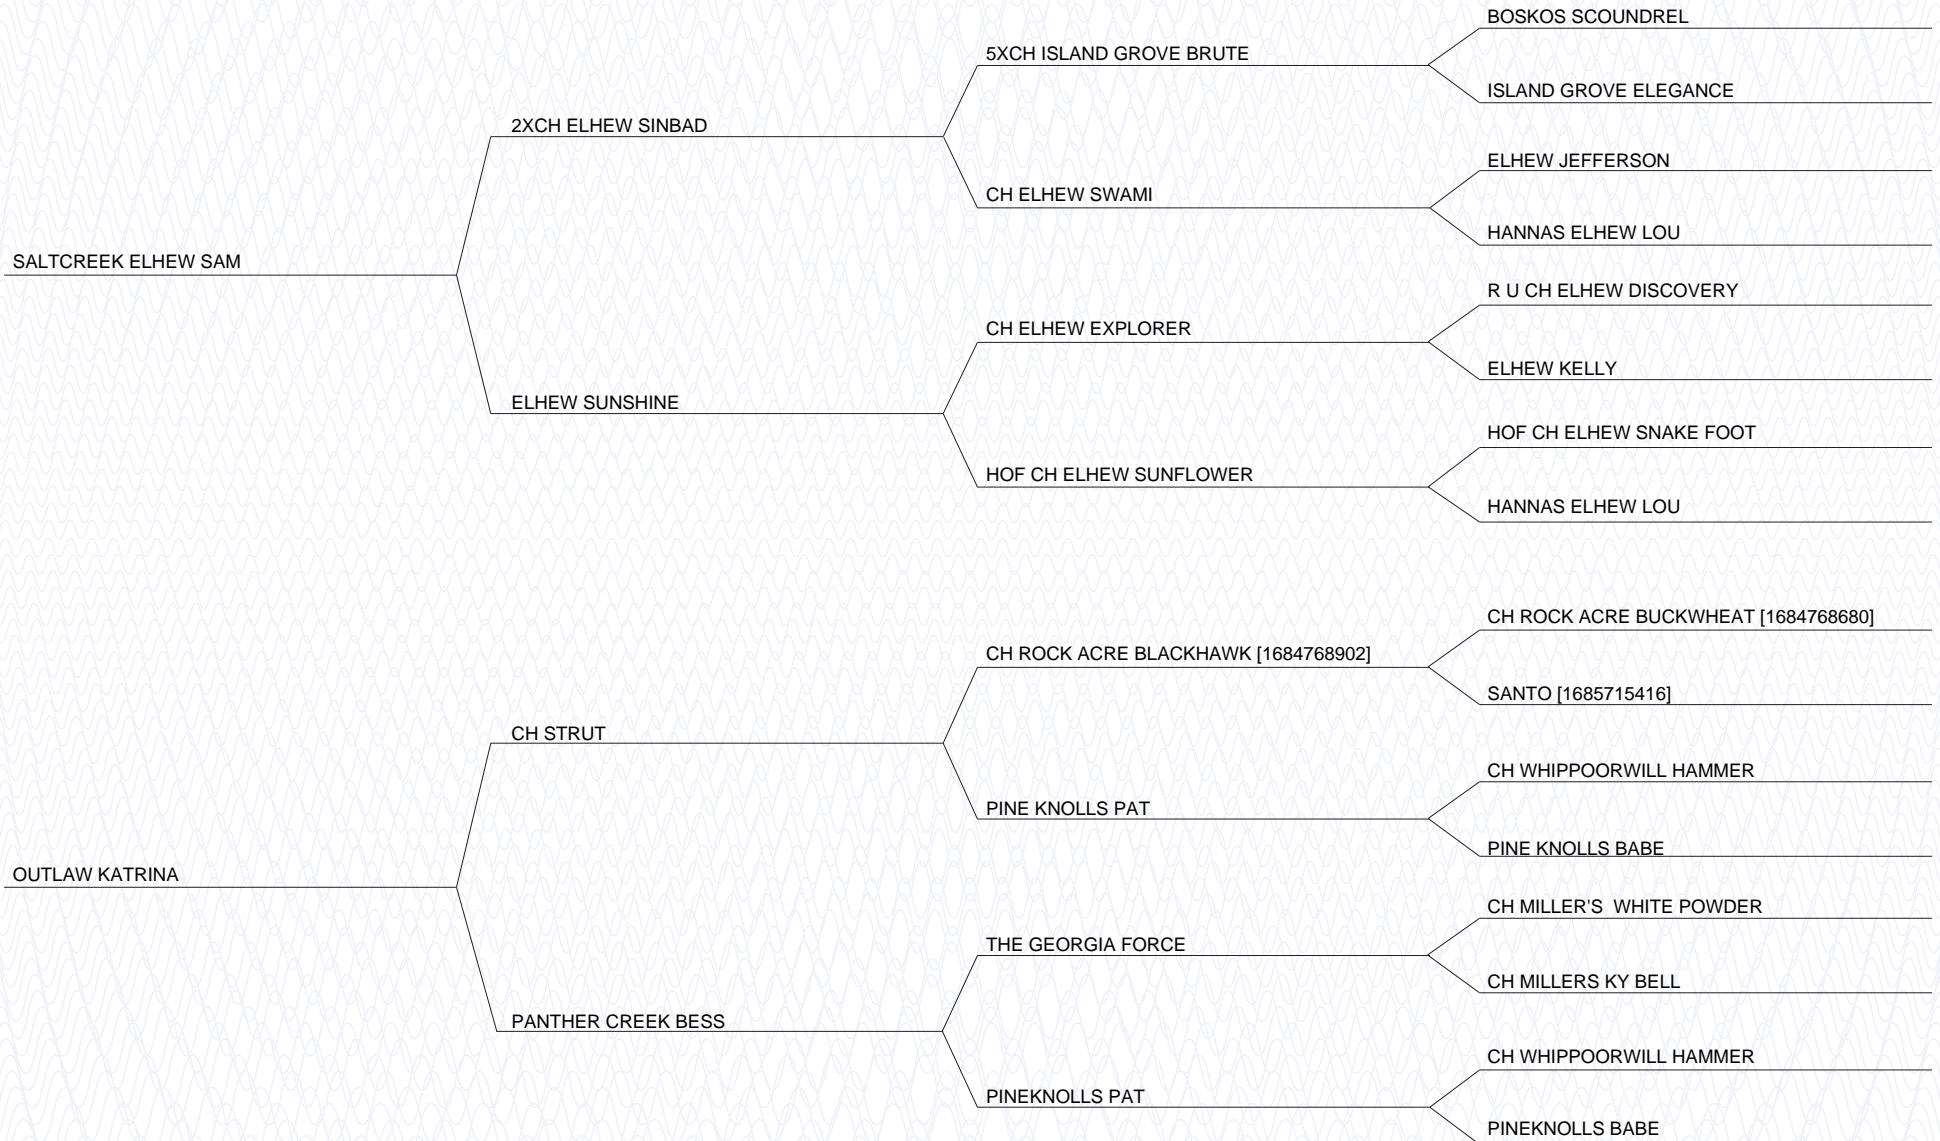 BOSKOS SCOUNDREL
5XCH ISLAND GROVE BRUTE
ISLAND GROVE ELEGANCE
2XCH ELHEW SINBAD
ELHEW JEFFERSON
CH ELHEW SWAMI
HANNAS ELHEW LOU
SALTCREEK ELHEW SAM
R U CH ELHEW DISCOVERY
CH ELHEW EXPLORER
ELHEW KELLY
ELHEW SUNSHINE
HOF CH ELHEW SNAKE FOOT
HOF CH ELHEW SUNFLOWER
HANNAS ELHEW LOU
CH ROCK ACRE BUCKWHEAT [1684768680]
CH ROCK ACRE BLACKHAWK [1684768902]
SANTO [1685715416]
CH STRUT
CH WHIPPOORWILL HAMMER
PINE KNOLLS PAT
PINE KNOLLS BABE
OUTLAW KATRINA
CH MILLER'S  WHITE POWDER
THE GEORGIA FORCE
CH MILLERS KY BELL
PANTHER CREEK BESS
CH WHIPPOORWILL HAMMER
PINEKNOLLS PAT
PINEKNOLLS BABE